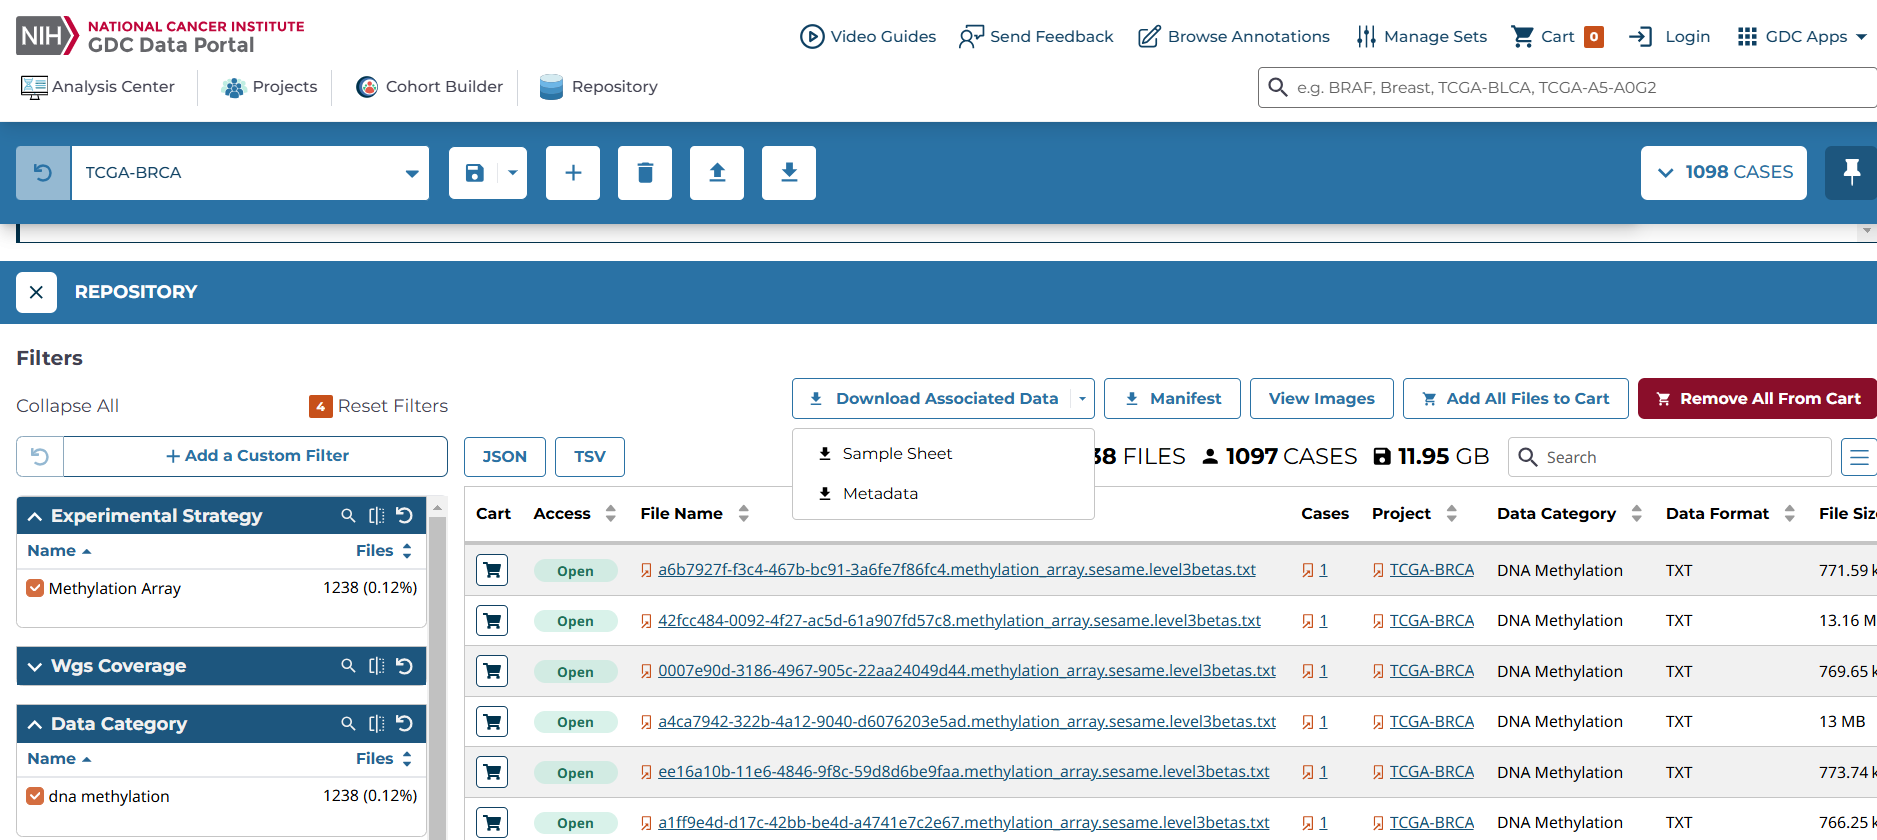 NIH NATIONAL CANCER INSTITUTE
GDC Data Portal
Video Guides Send Feedback Browse Annotations Manage Sets Cart 0 Login GDC Apps
Analysis Center Projects Cohort Builder Repository
e.g. BRAF, Breast, TCGA-BLCA, TCGA-A5-A0G2
TCGA-BRCA
1098 CASES
REPOSITORY
Filters
Collapse All 4 Reset Filters
Download Associated Data Manifest View Images Add All Files to Cart Remove All From Cart
Sample Sheet
Metadata
+ Add a Custom Filter
JSON TSV
38 FILES 1097 CASES 11.95 GB Search
Experimental Strategy
Name Files
Methylation Array 1238 (0.12%)
Wgs Coverage
Data Category
Name Files
dna methylation 1238 (0.12%)
Cart Access File Name Cases Project Data Category Data Format File Siz
Open a6b7927f-f3c4-467b-bc91-3a6fe7f86fc4.methylation_array.sesame.level3betas.txt 1 TCGA-BRCA DNA Methylation TXT 771.59 k
Open 42fcc484-0092-4f27-ac5d-61a907fd57c8.methylation_array.sesame.level3betas.txt 1 TCGA-BRCA DNA Methylation TXT 13.16 M
Open 0007e90d-3186-4967-905c-22aa24049d44.methylation_array.sesame.level3betas.txt 1 TCGA-BRCA DNA Methylation TXT 769.65 k
Open a4ca7942-322b-4a12-9040-d6076203e5ad.methylation_array.sesame.level3betas.txt 1 TCGA-BRCA DNA Methylation TXT 13 MB
Open ee16a10b-11e6-4846-9f8c-59d8d6be9faa.methylation_array.sesame.level3betas.txt 1 TCGA-BRCA DNA Methylation TXT 773.74 k
Open a1ff9e4d-d17c-42bb-be4d-a4741e7c2e67.methylation_array.sesame.level3betas.txt 1 TCGA-BRCA DNA Methylation TXT 766.25 k